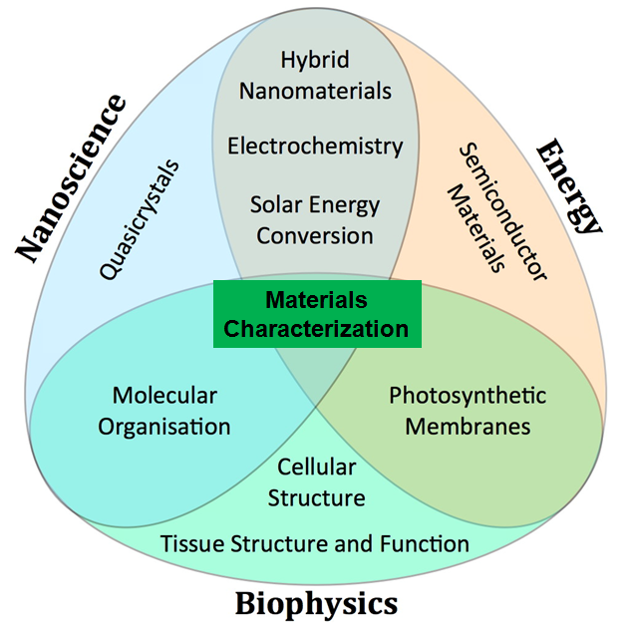 Hybrid
Nanomaterials
Electrochemistry
Solar Energy
Conversion
Nanoscience
Energy
Quasicrystals
Semiconductor
Materials
Materials
Characterization
Molecular
Organisation
Photosynthetic
Membranes
Cellular
Structure
Tissue Structure and Function
Biophysics